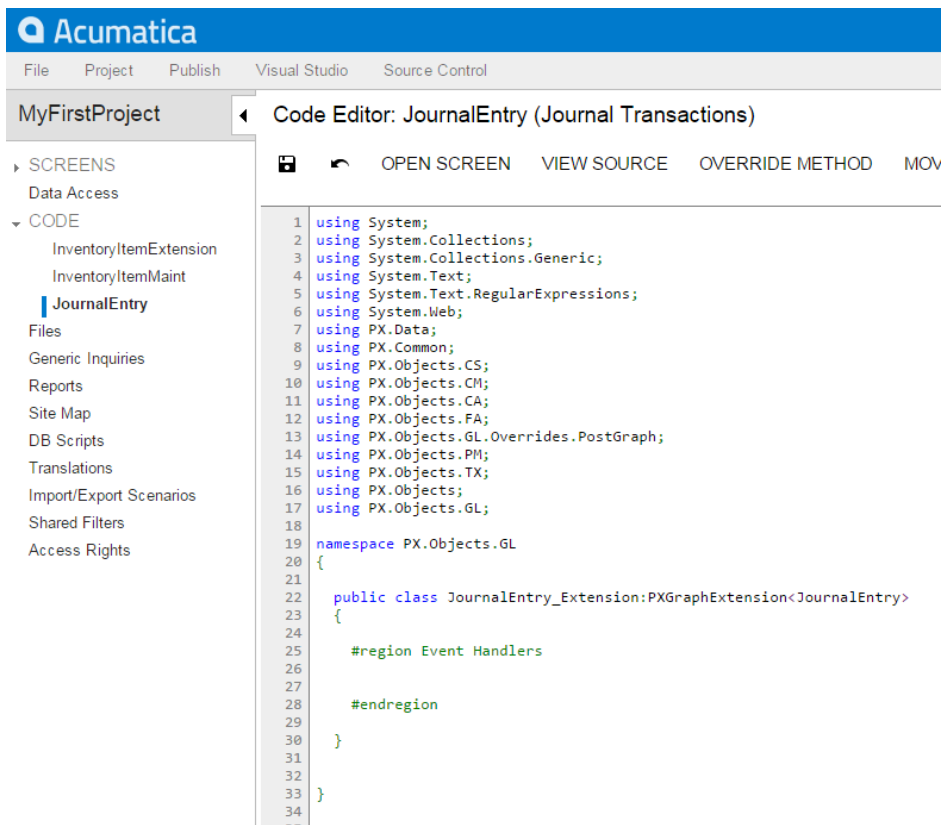 Acumatica
File Project Publish Visual Studio Source Control
MyFirstProject
SCREENS
Data Access
CODE
InventoryItemExtension
InventoryItemMaint
JournalEntry
Files
Generic Inquiries
Reports
Site Map
DB Scripts
Translations
Import/Export Scenarios
Shared Filters
Access Rights
Code Editor: JournalEntry (Journal Transactions)
OPEN SCREEN VIEW SOURCE OVERRIDE METHOD MOV
1 using System;
2 using System.Collections;
3 using System.Collections.Generic;
4 using System.Text;
5 using System.Text.RegularExpressions;
6 using System.Web;
7 using PX.Data;
8 using PX.Common;
9 using PX.Objects.CS;
10 using PX.Objects.CM;
11 using PX.Objects.CA;
12 using PX.Objects.FA;
13 using PX.Objects.GL.Overrides.PostGraph;
14 using PX.Objects.PM;
15 using PX.Objects.TX;
16 using PX.Objects;
17 using PX.Objects.GL;
18
19 namespace PX.Objects.GL
20 {
21
22 public class JournalEntry_Extension:PXGraphExtension<JournalEntry>
23 {
24
25 #region Event Handlers
26
27
28 #endregion
29
30 }
31
32
33 }
34